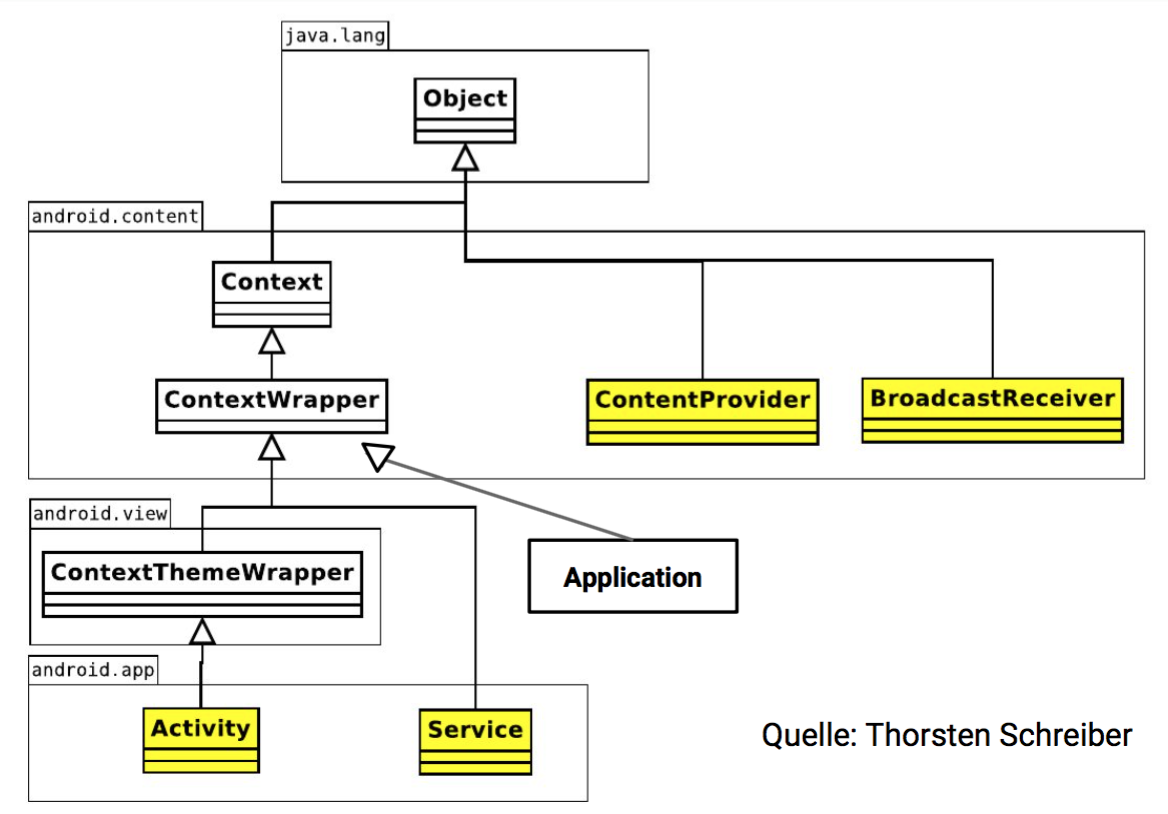 java.lang
Object
android.content
Context
ContextWrapper
ContentProvider
BroadcastReceiver
android.view
ContextThemeWrapper
Application
android.app
Activity
Service
Quelle: Thorsten Schreiber